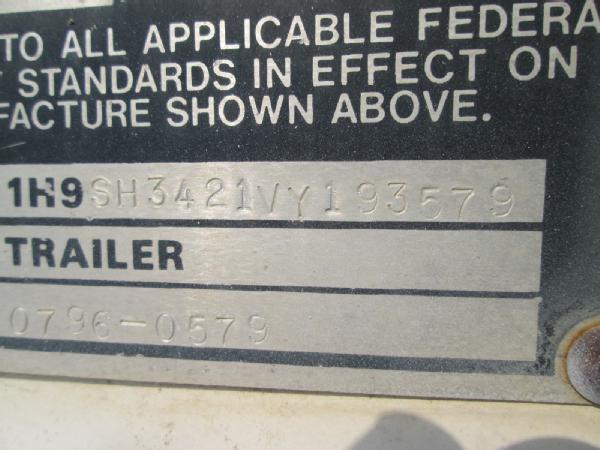 TO ALL APPLICABLE FEDERA
STANDARDS IN EFFECT ON
FACTURE SHOWN ABOVE.
1H9SH3421VY193579
TRAILER
0796-0579